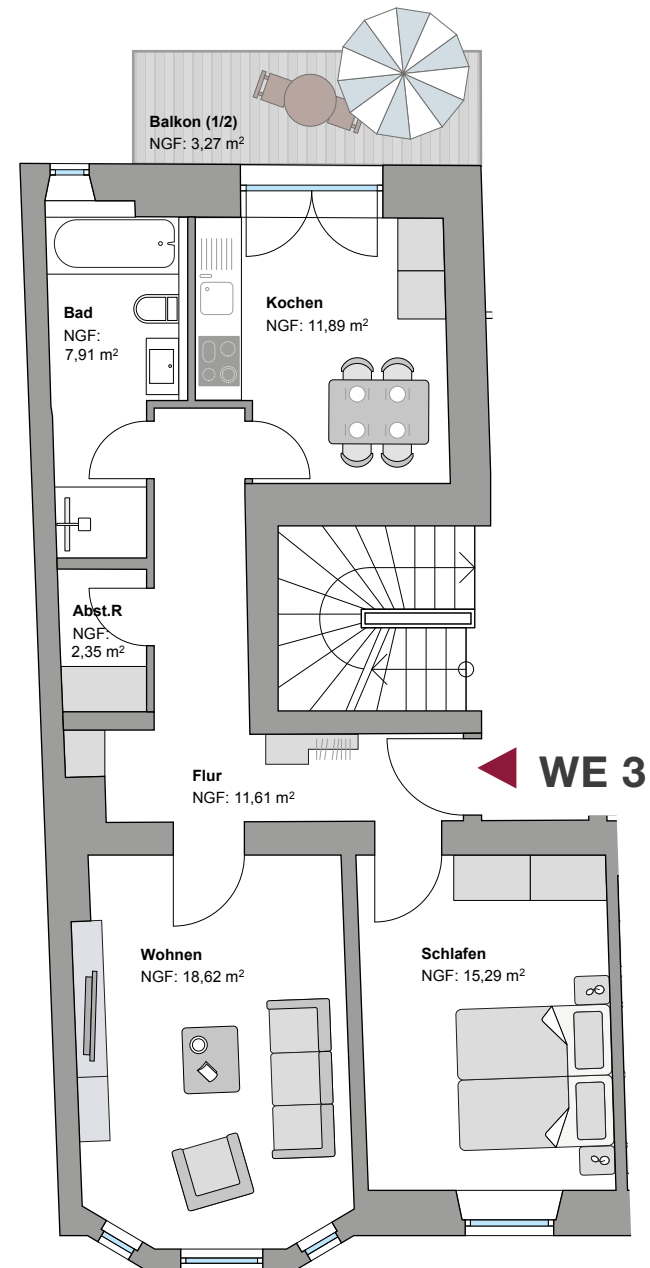 Balkon (1/2)
NGF: 3,27 m²
Bad
NGF:
7,91 m²
Kochen
NGF: 11,89 m²
Abst.R
NGF:
2,35 m²
Flur
NGF: 11,61 m²
WE 3
Wohnen
NGF: 18,62 m²
Schlafen
NGF: 15,29 m²